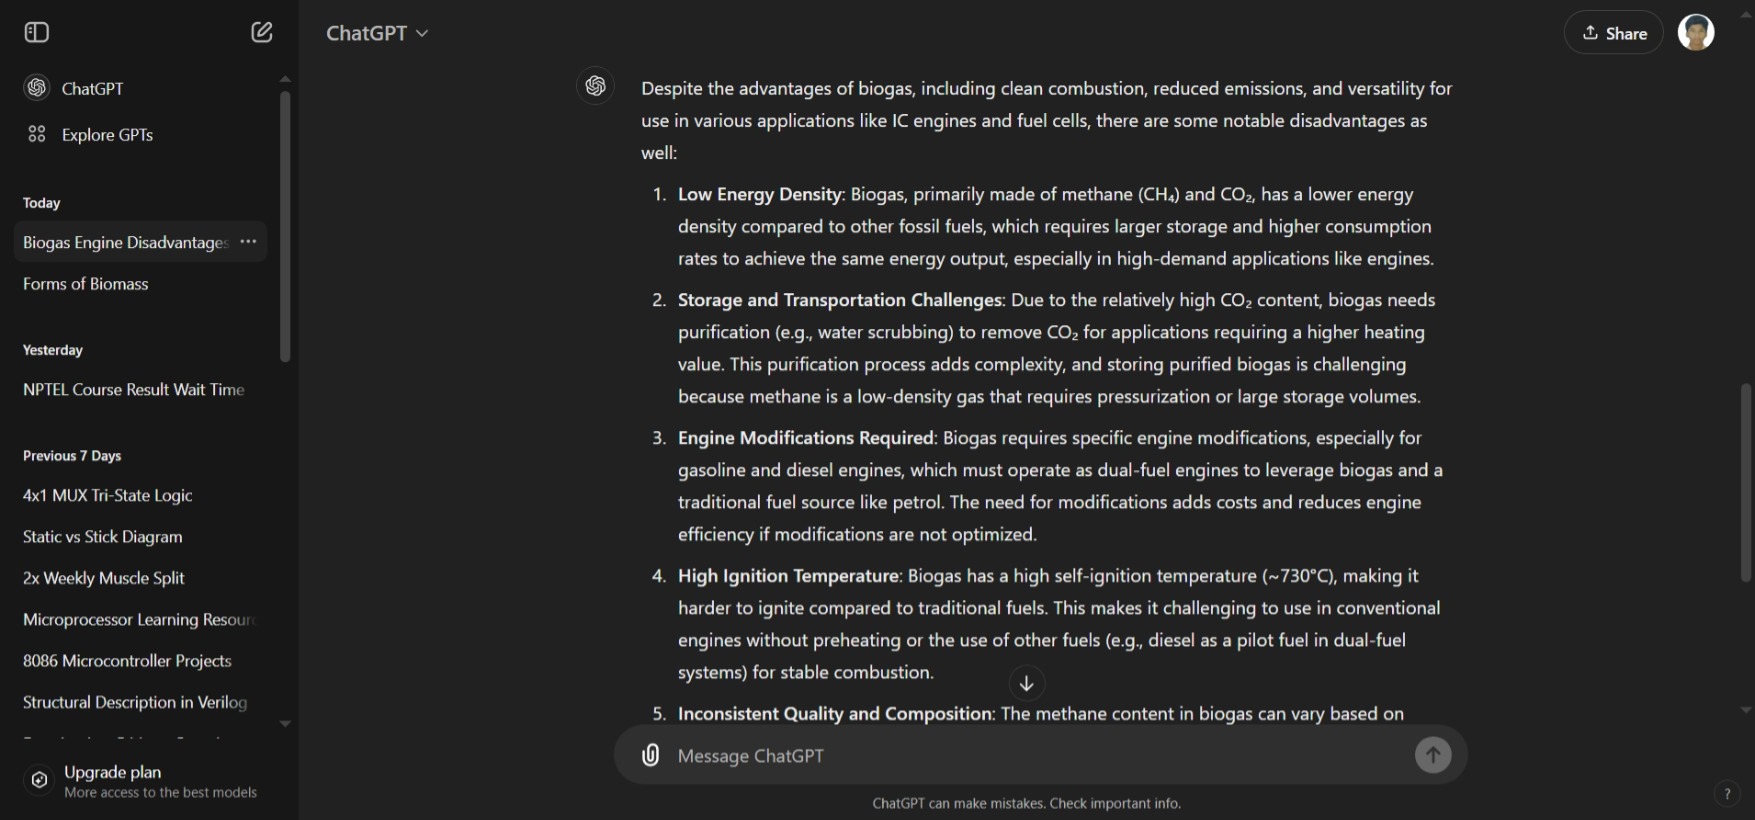 ChatGPT
Explore GPTs
Today
Biogas Engine Disadvantages
Forms of Biomass
Yesterday
NPTEL Course Result Wait Time
Previous 7 Days
4x1 MUX Tri-State Logic
Static vs Stick Diagram
2x Weekly Muscle Split
Microprocessor Learning Resour
8086 Microcontroller Projects
Structural Description in Verilog
Upgrade plan
More access to the best models
ChatGPT
Share
Despite the advantages of biogas, including clean combustion, reduced emissions, and versatility for
use in various applications like IC engines and fuel cells, there are some notable disadvantages as
well:
1. Low Energy Density: Biogas, primarily made of methane (CH₄) and CO₂, has a lower energy
density compared to other fossil fuels, which requires larger storage and higher consumption
rates to achieve the same energy output, especially in high-demand applications like engines.
2. Storage and Transportation Challenges: Due to the relatively high CO₂ content, biogas needs
purification (e.g., water scrubbing) to remove CO₂ for applications requiring a higher heating
value. This purification process adds complexity, and storing purified biogas is challenging
because methane is a low-density gas that requires pressurization or large storage volumes.
3. Engine Modifications Required: Biogas requires specific engine modifications, especially for
gasoline and diesel engines, which must operate as dual-fuel engines to leverage biogas and a
traditional fuel source like petrol. The need for modifications adds costs and reduces engine
efficiency if modifications are not optimized.
4. High Ignition Temperature: Biogas has a high self-ignition temperature (~730°C), making it
harder to ignite compared to traditional fuels. This makes it challenging to use in conventional
engines without preheating or the use of other fuels (e.g., diesel as a pilot fuel in dual-fuel
systems) for stable combustion.
5. Inconsistent Quality and Composition: The methane content in biogas can vary based on
Message ChatGPT
ChatGPT can make mistakes. Check important info.
?